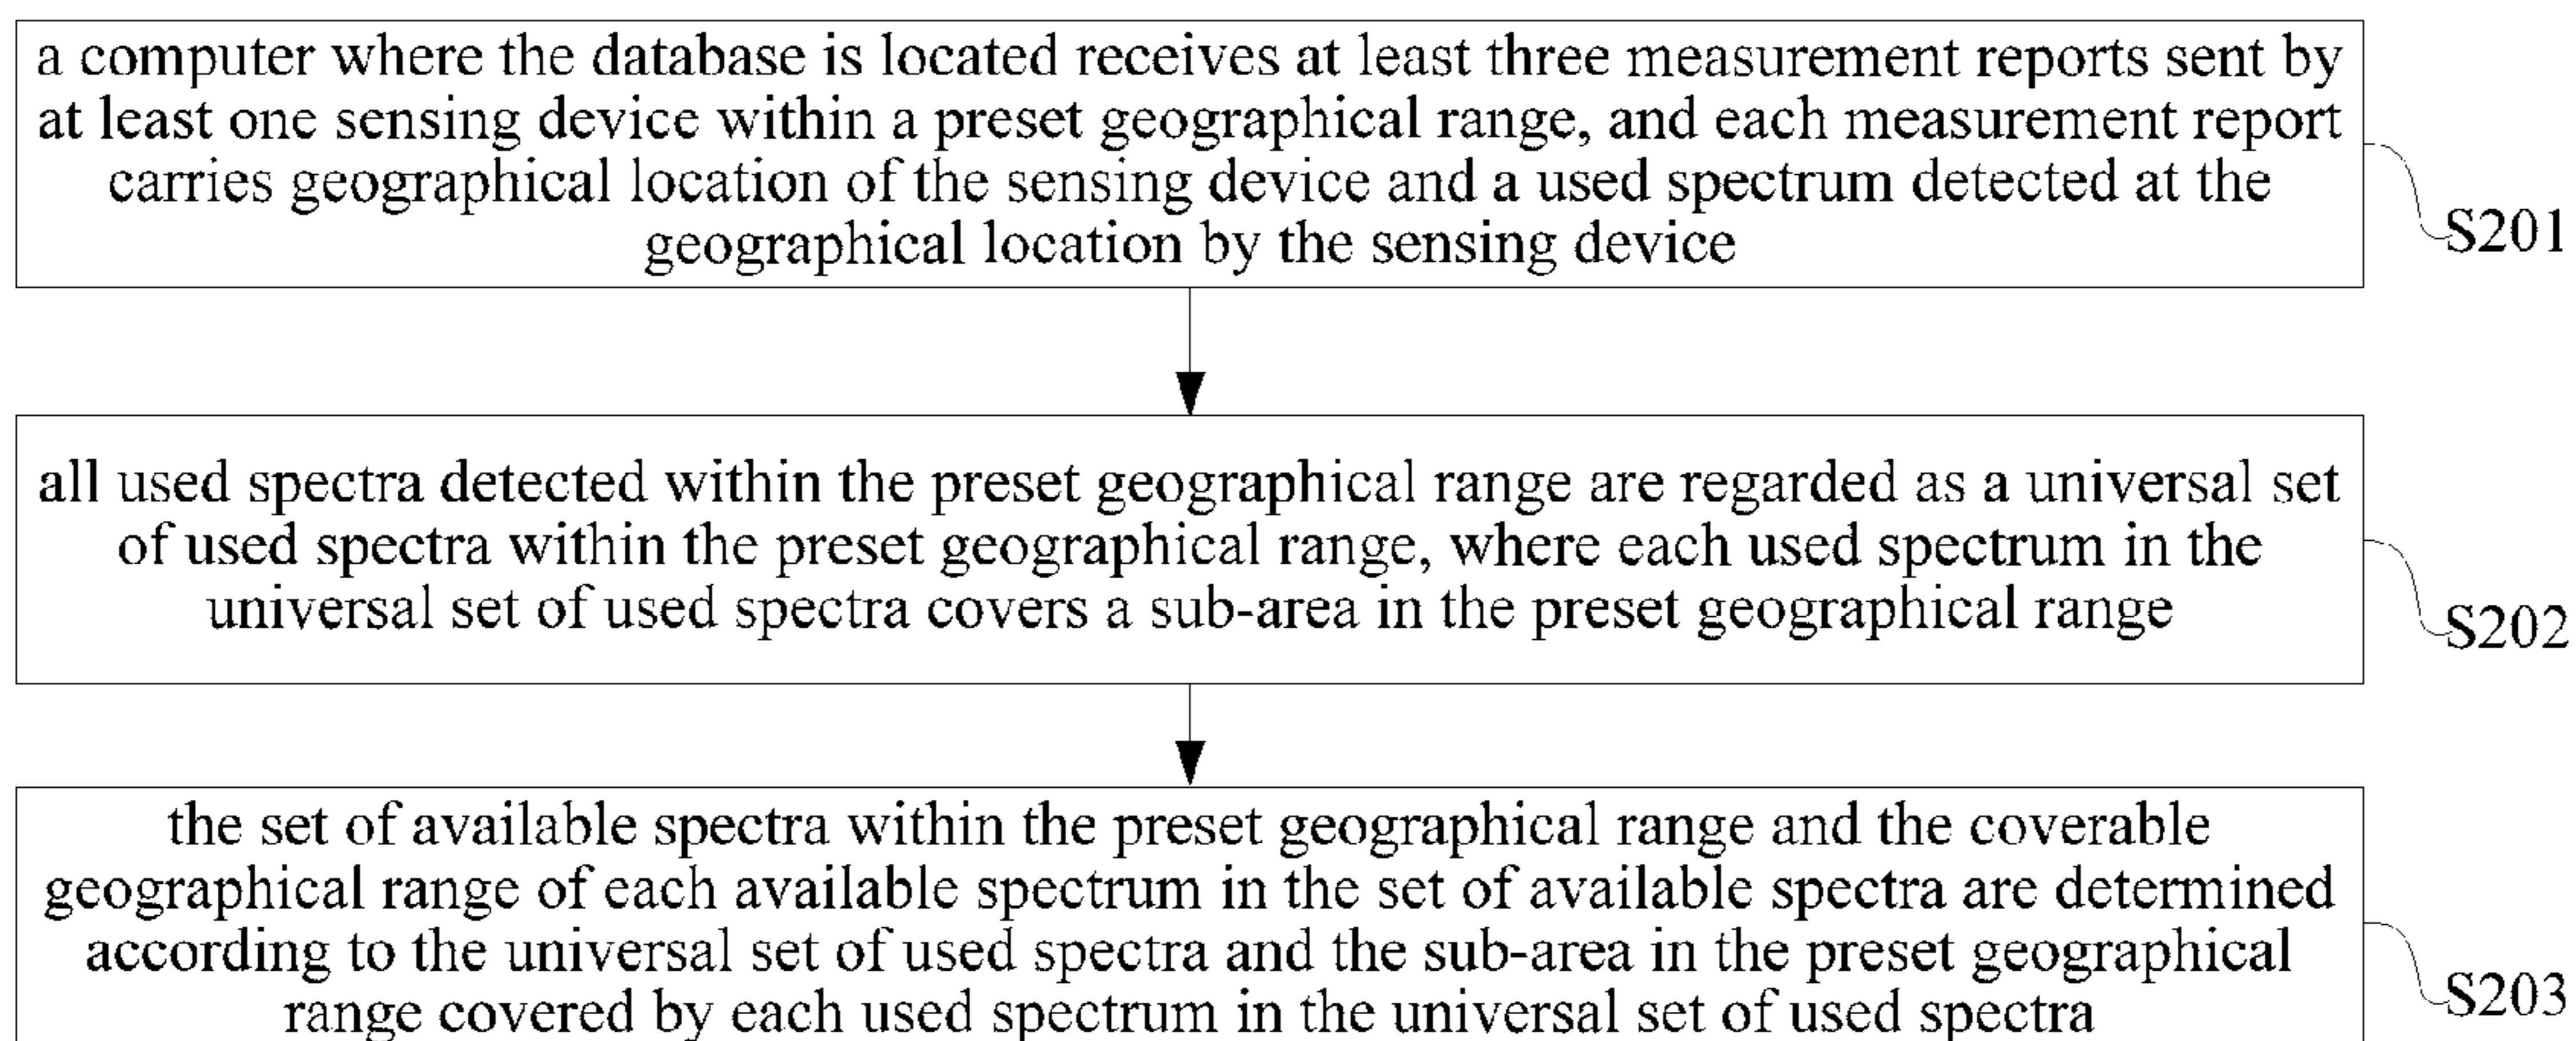 a computer where the database is located receives at least three measurement reports sent by
at least one sensing device within a preset geographical range, and each measurement report
carries geographical location of the sensing device and a used spectrum detected at the
geographical location by the sensing device
S201
all used spectra detected within the preset geographical range are regarded as a universal set
of used spectra within the preset geographical range, where each used spectrum in the
universal set of used spectra covers a sub-area in the preset geographical range
S202
the set of available spectra within the preset geographical range and the coverable
geographical range of each available spectrum in the set of available spectra are determined
according to the universal set of used spectra and the sub-area in the preset geographical
range covered by each used spectrum in the universal set of used spectra
S203